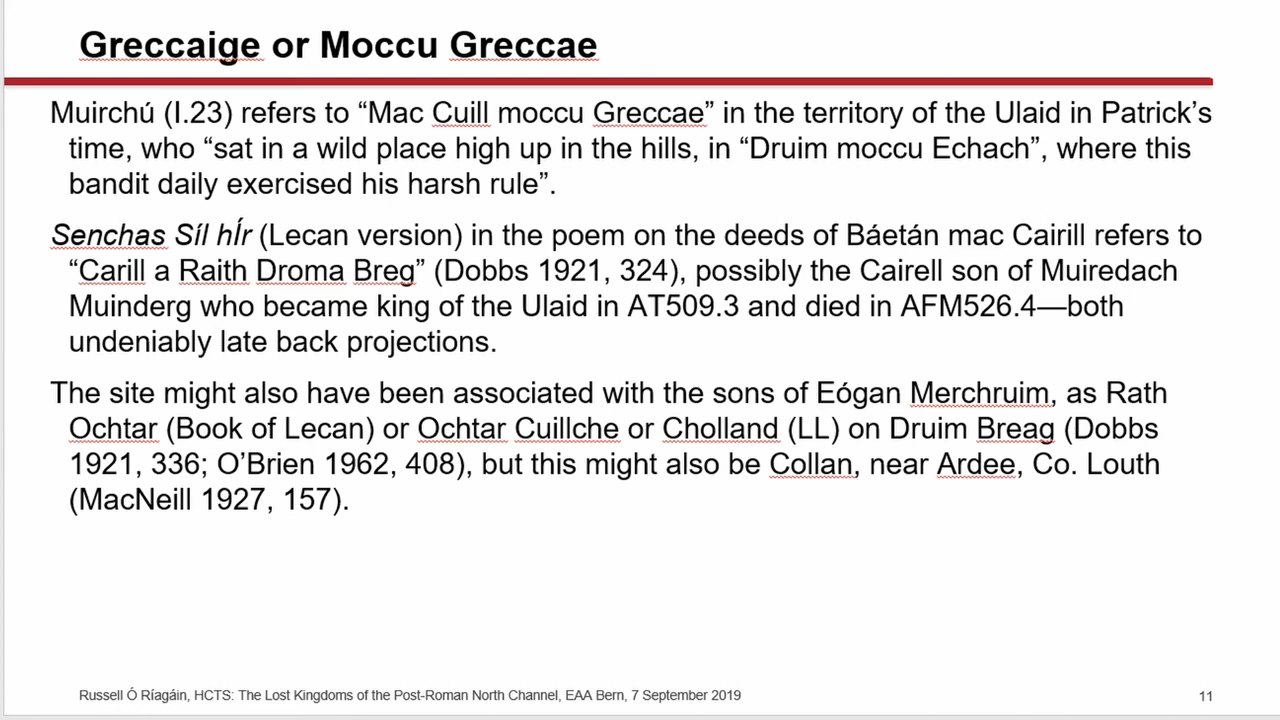 Greccaige or Moccu Greccae
Muirchú (I.23) refers to “Mac Cuill moccu Greccae” in the territory of the Ulaid in Patrick’s
time, who “sat in a wild place high up in the hills, in “Druim moccu Echach”, where this
bandit daily exercised his harsh rule”.
Senchas Síl hÍr (Lecan version) in the poem on the deeds of Báetán mac Cairill refers to
“Carill a Raith Droma Breg” (Dobbs 1921, 324), possibly the Cairell son of Muiredach
Muinderg who became king of the Ulaid in AT509.3 and died in AFM526.4—both
undeniably late back projections.
The site might also have been associated with the sons of Eógan Merchruim, as Rath
Ochtar (Book of Lecan) or Ochtar Cuillche or Cholland (LL) on Druim Breag (Dobbs
1921, 336; O’Brien 1962, 408), but this might also be Collan, near Ardee, Co. Louth
(MacNeill 1927, 157).
Russell Ó Ríagáin, HCTS: The Lost Kingdoms of the Post-Roman North Channel, EAA Bern, 7 September 2019
11